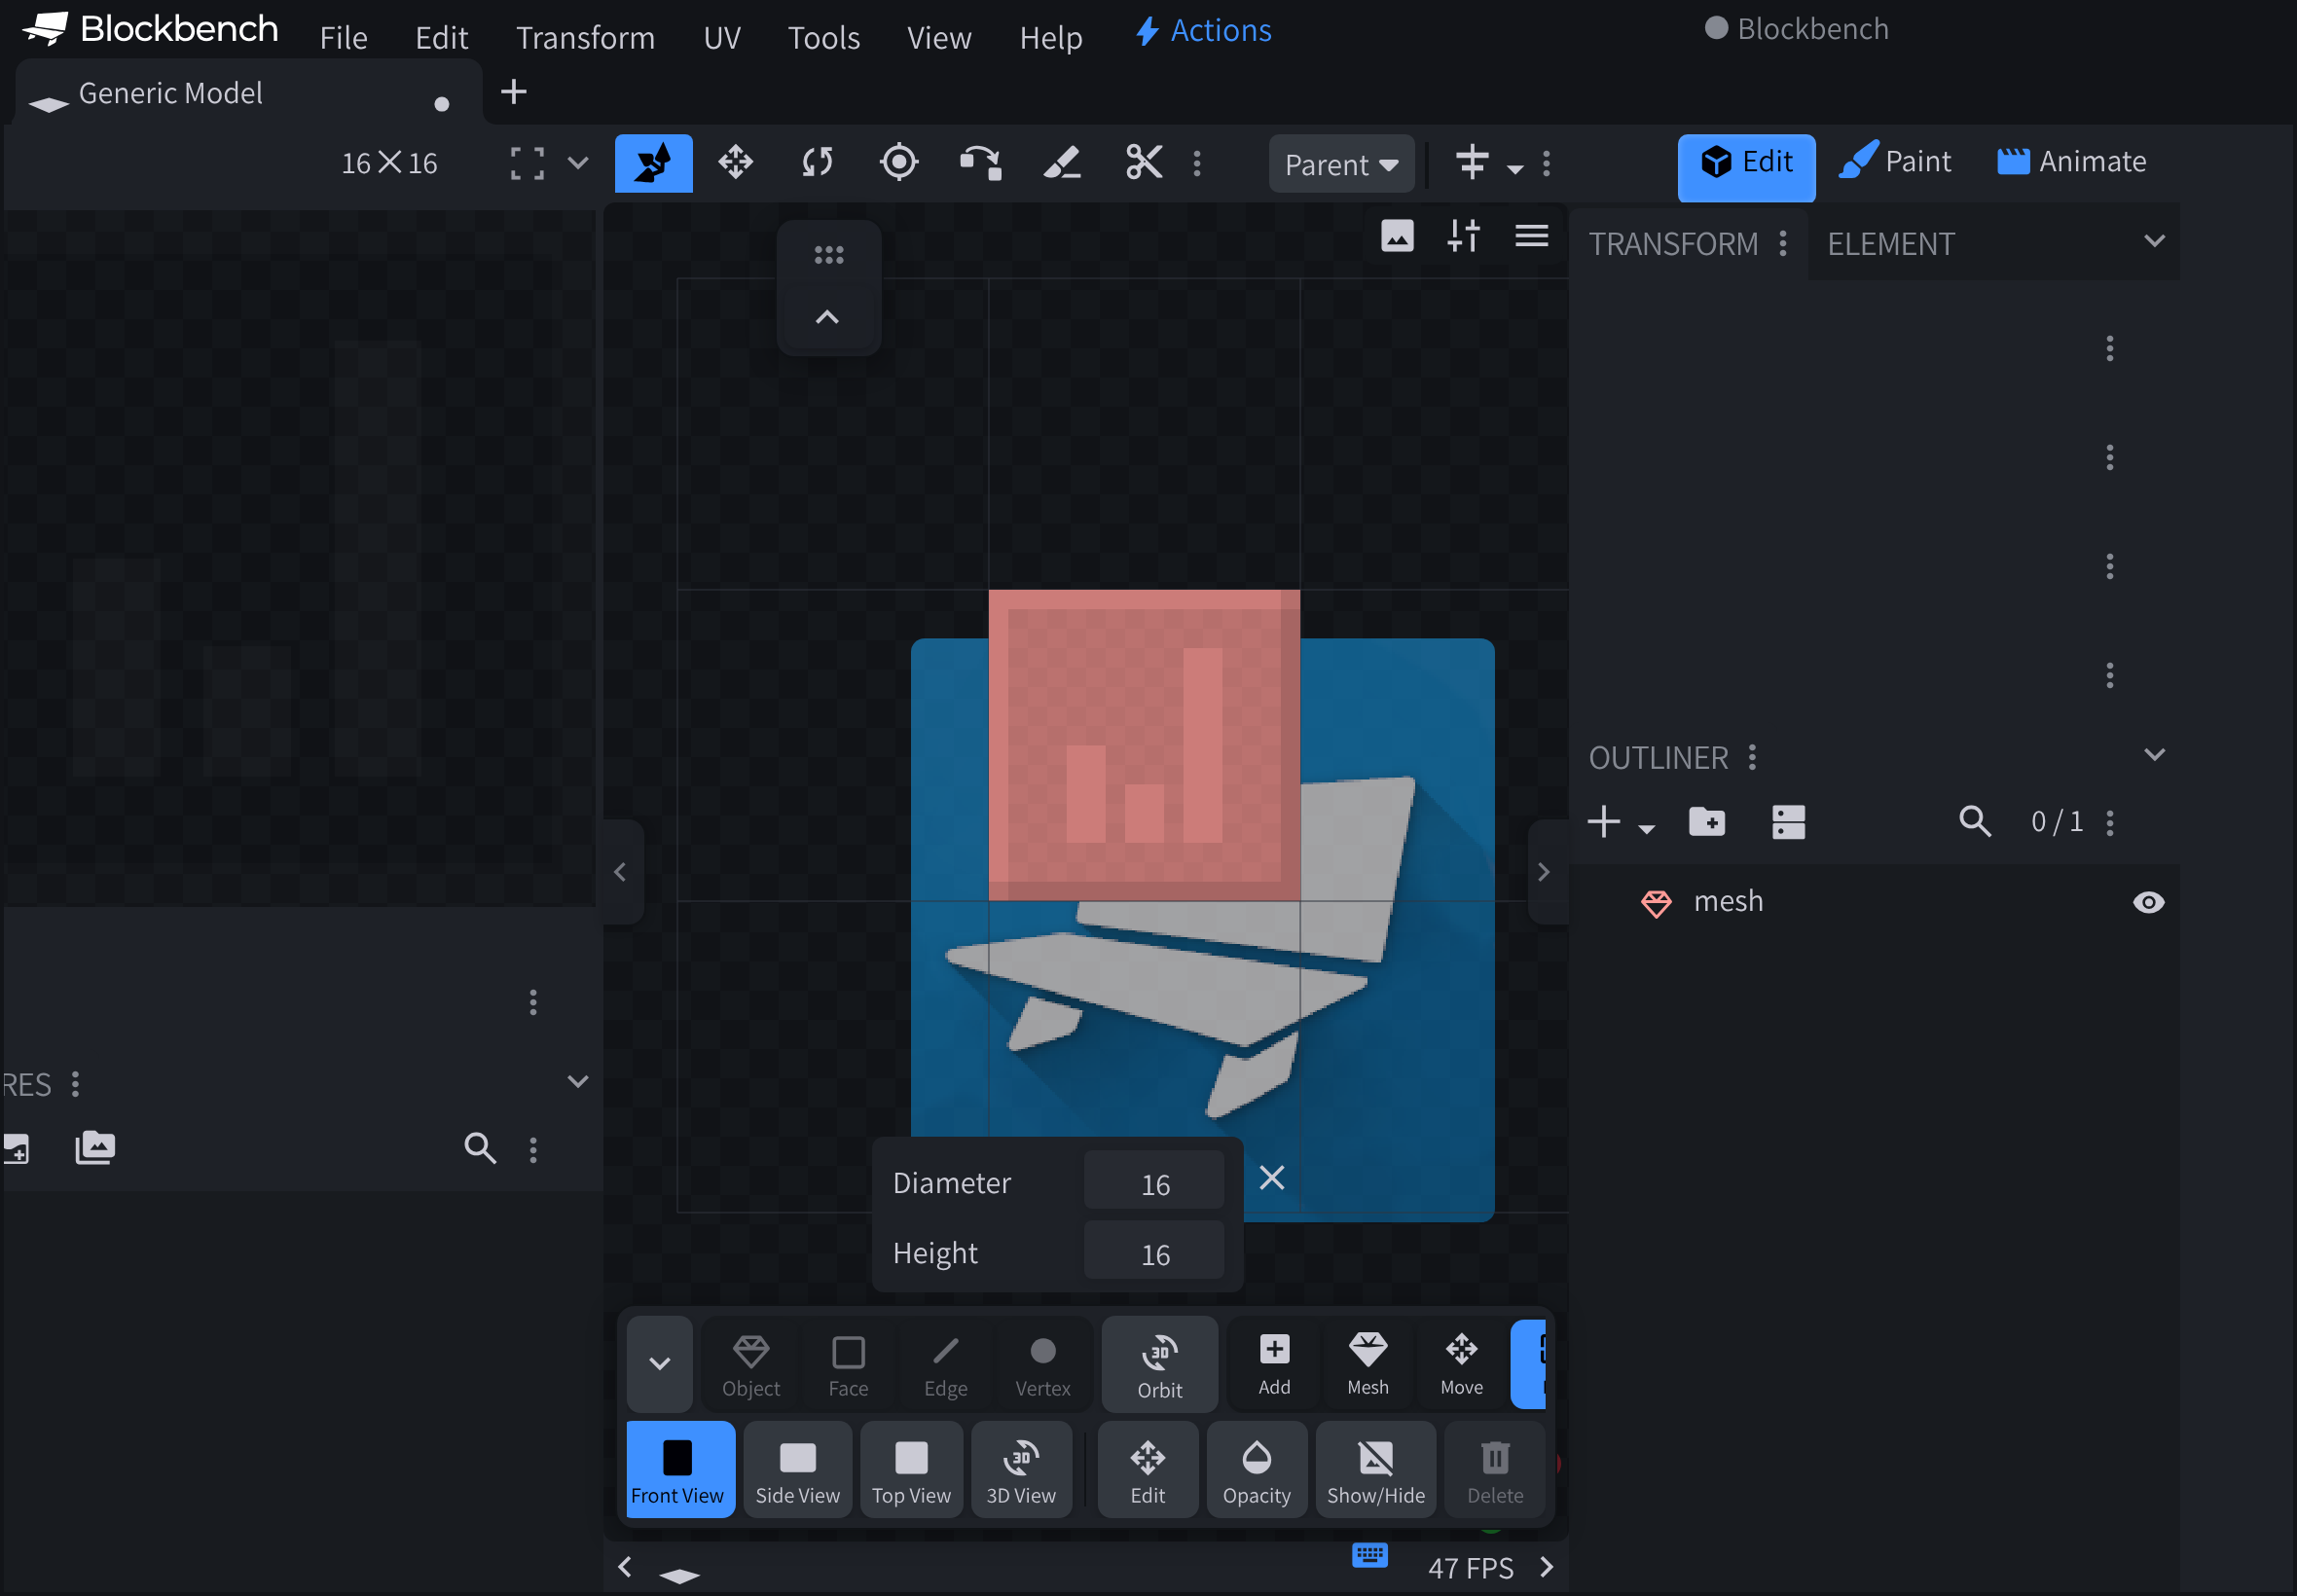 Blockbench File Edit Transform UV Tools View Help Actions Blockbench
Generic Model
16×16 Parent Edit Paint Animate
TRANSFORM ELEMENT
OUTLINER
0 / 1
mesh
RES
Diameter 16
Height 16
Object Face Edge Vertex Orbit Add Mesh Move
Front View Side View Top View 3D View Edit Opacity Show/Hide Delete
47 FPS